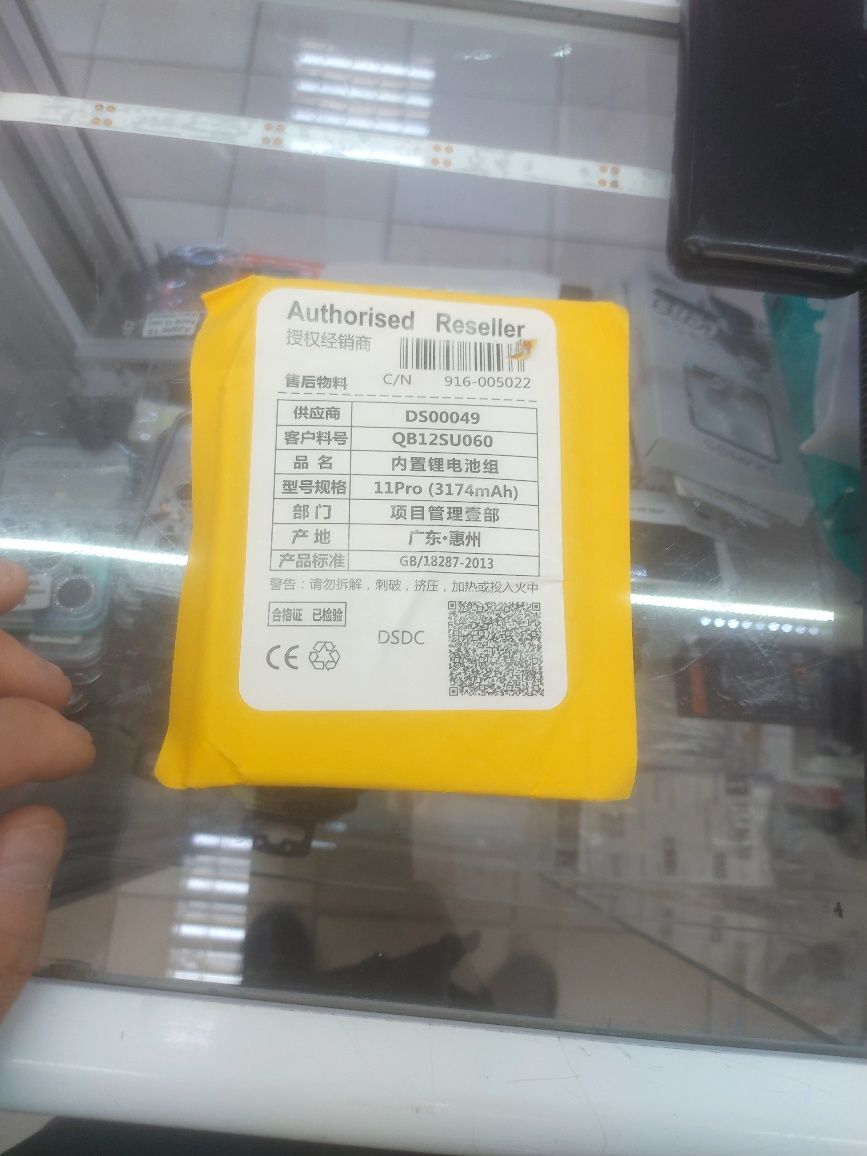 Authorised Reseller
授权经销商
售后物料 C/N 916-005022
供应商 DS00049
客户料号 QB12SU060
品名 内置锂电池组
型号规格 11Pro (3174mAh)
部门 项目管理壹部
产地 广东·惠州
产品标准 GB/18287-2013
警告：请勿拆解，刺破，挤压，加热或投入火中
合格证 已检验
CE DSDC